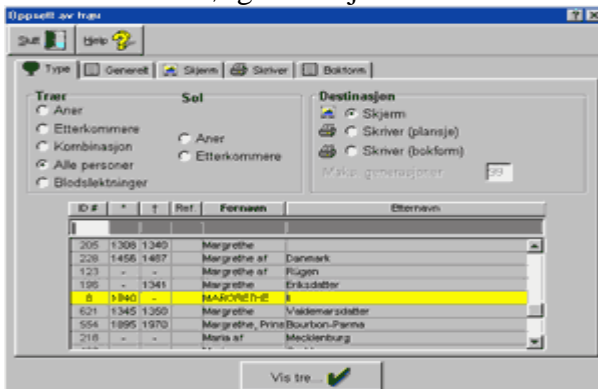 Oppsett av trær
Slutt Hjelp
Type Generelt Skjerm Skriver Bokform
Trær Sol Destinasjon
Aner Skjerm
Etterkommere Aner Skriver (plansje)
Kombinasjon Etterkommere Skriver (bokform)
Alle personer Maks. generasjoner 99
Blodslektninger
ID # * † Ref Fornavn Etternavn
205 1308 1340 Margrethe
228 1456 1487 Margrethe af Danmark
123 - - Margrethe af Rügen
196 - 1341 Margrethe Eriksdatter
8 1940 - MARGRETHE II
621 1345 1350 Margrethe Valdemarsdatter
554 1895 1970 Margrethe, Prins Bourbon-Parma
218 - - Maria af Mecklenburg
Vis tre...